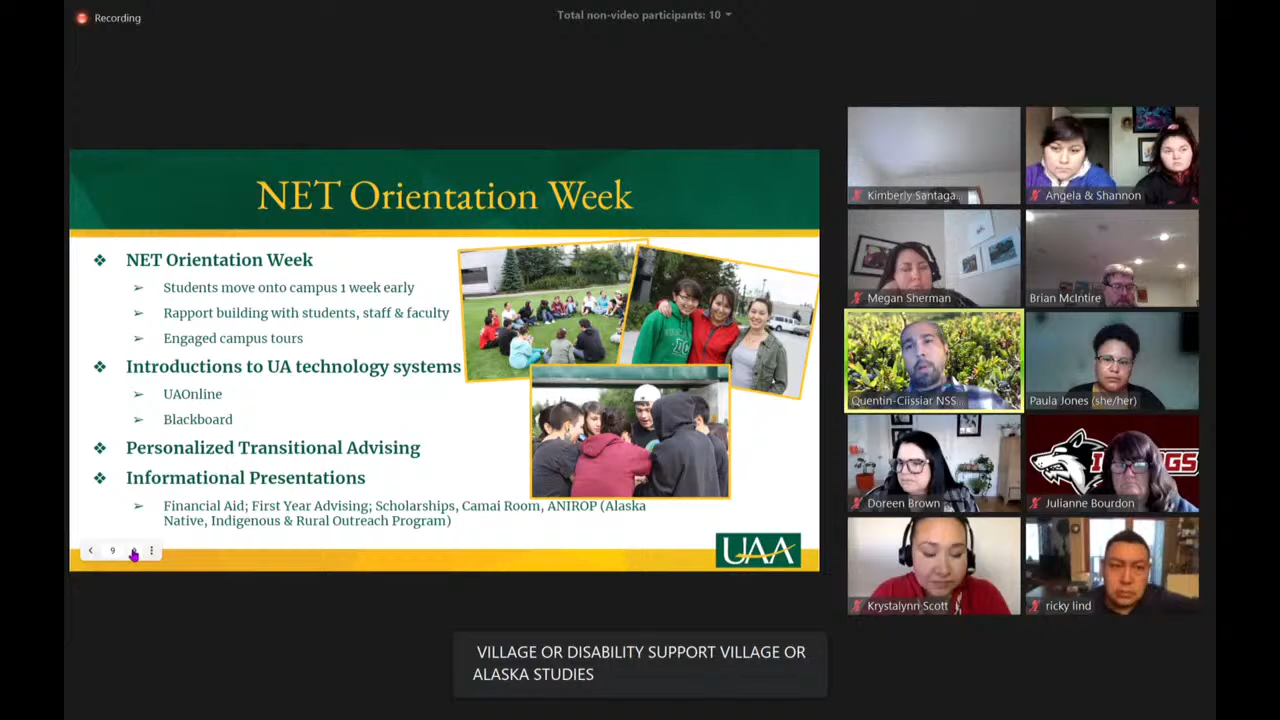 Recording
Total non-video participants: 10
NET Orientation Week
❖ NET Orientation Week
➢ Students move onto campus 1 week early
➢ Rapport building with students, staff & faculty
➢ Engaged campus tours
❖ Introductions to UA technology systems
➢ UAOnline
➢ Blackboard
❖ Personalized Transitional Advising
❖ Informational Presentations
➢ Financial Aid; First Year Advising; Scholarships, Camai Room, ANIROP (Alaska
Native, Indigenous & Rural Outreach Program)
9
UAA
Kimberly Santaga...
Angela & Shannon
Megan Sherman
Brian McIntire
Quentin-Ciissiar NSS...
Paula Jones (she/her)
Doreen Brown
Julianne Bourdon
Krystalynn Scott
ricky lind
VILLAGE OR DISABILITY SUPPORT VILLAGE OR
ALASKA STUDIES